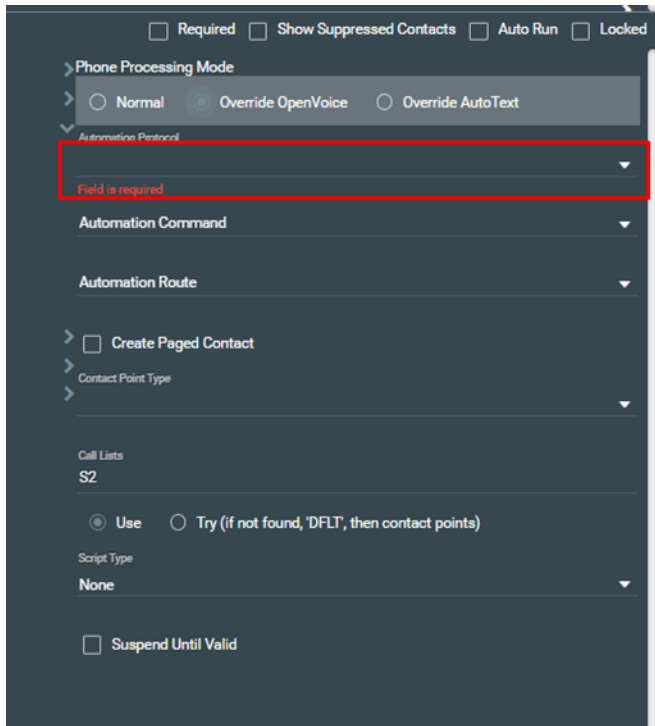 Required Show Suppressed Contacts Auto Run Locked
Phone Processing Mode
Normal Override OpenVoice Override AutoText
Automation Protocol
Field is required
Automation Command
Automation Route
Create Paged Contact
Contact Point Type
Call Lists
S2
Use Try (if not found, 'DFLT', then contact points)
Script Type
None
Suspend Until Valid